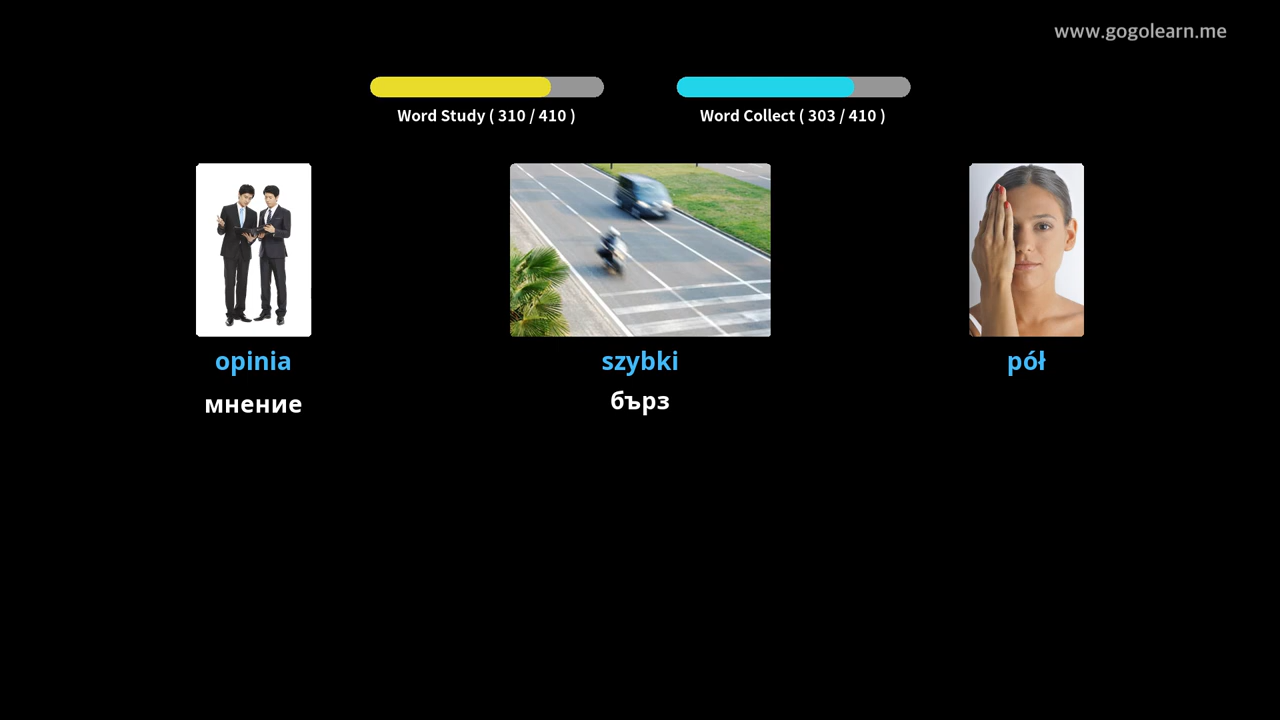 www.gogolearn.me
Word Study ( 310 / 410 )
Word Collect ( 303 / 410 )
opinia
szybki
pół
мнение
бърз